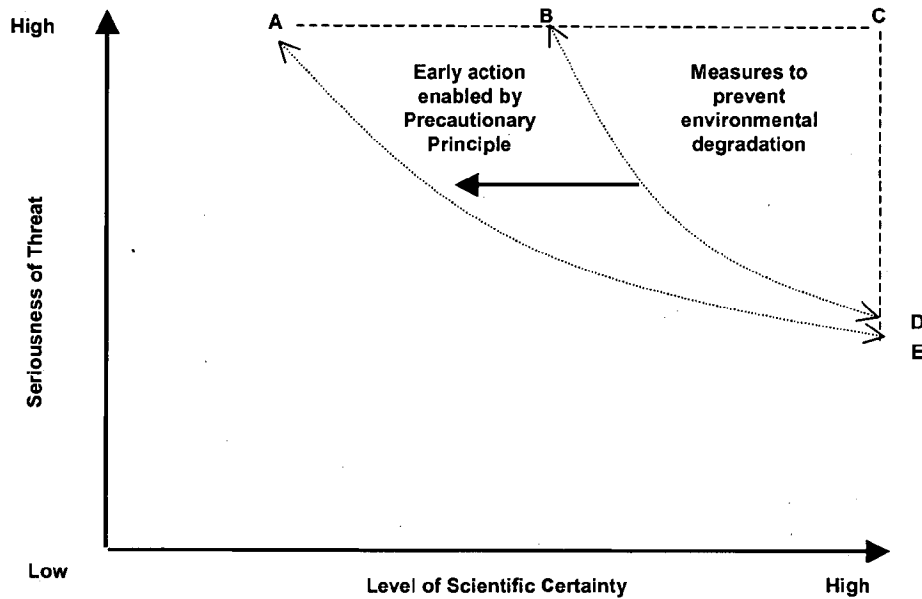 High
A
B
C
Early action
enabled by
Precautionary
Principle
Measures to
prevent
environmental
degradation
Seriousness of Threat
D
E
Low
Level of Scientific Certainty
High